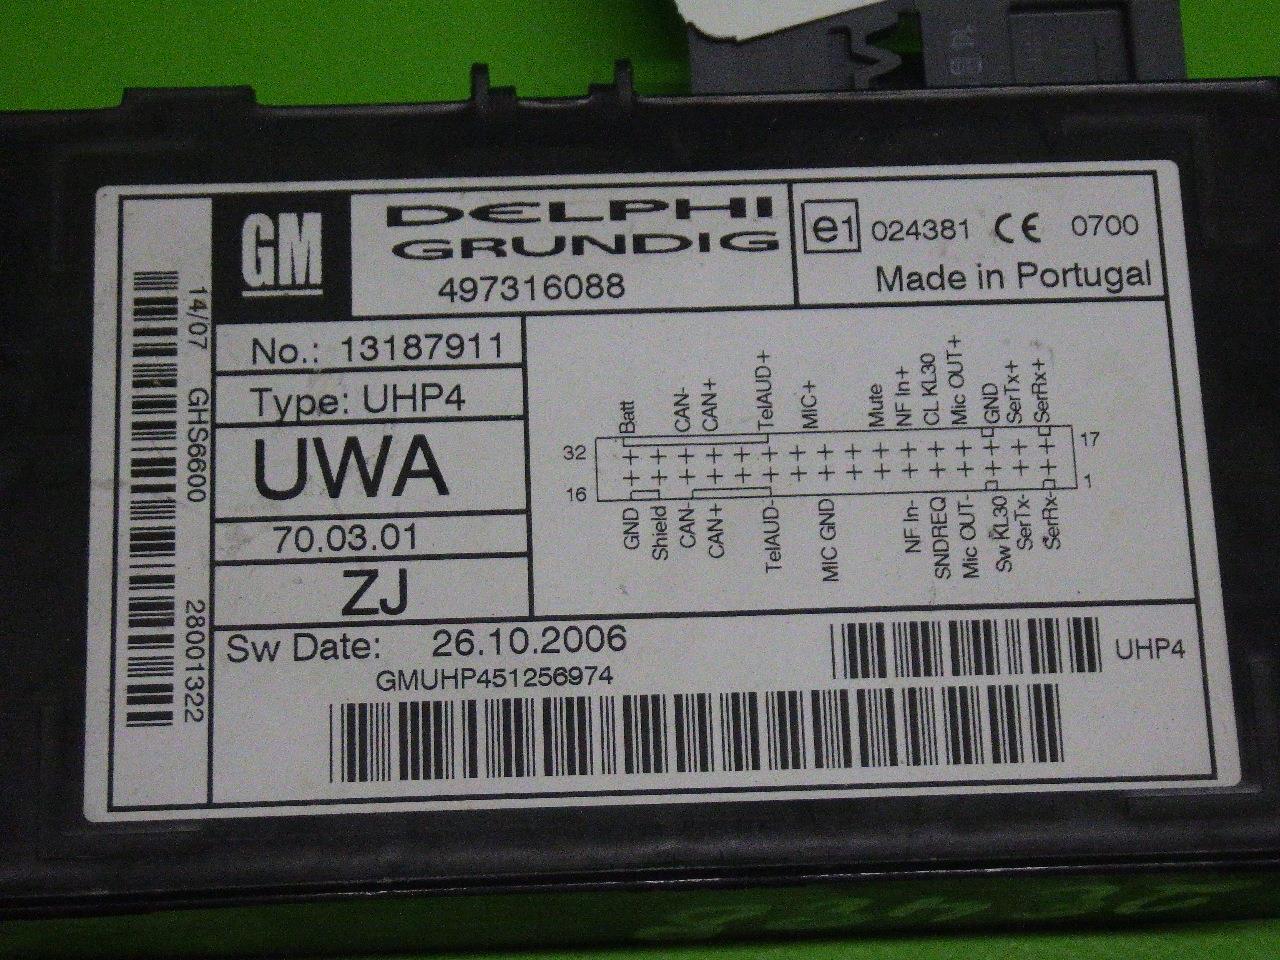 GM
DELPHI
GRUNDIG
497316088
e1 024381 CE 0700
Made in Portugal
14/07 GHS6600 28001322
No.: 13187911
Type: UHP4
UWA
70.03.01
ZJ
Batt CAN- CAN+ TelAUD+ MIC+ Mute NF In+ CL KL30 Mic OUT+ GND SerTx+ SerRx+
32 17
16 1
GND Shield CAN- CAN+ TelAUD- MIC GND NF In- SNDREQ Mic OUT- Sw KL30 SerTx- SerRx-
Sw Date: 26.10.2006
UHP4
GMUHP451256974